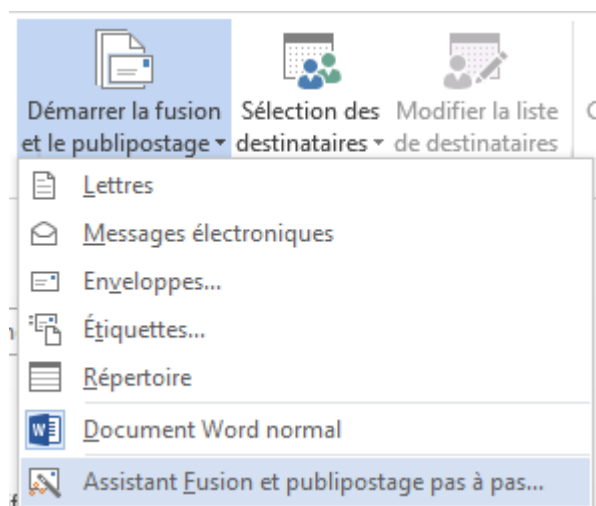 Démarrer la fusion Sélection des Modifier la liste
et le publipostage destinataires de destinataires
Lettres
Messages électroniques
Enveloppes...
Étiquettes...
Répertoire
Document Word normal
Assistant Fusion et publipostage pas à pas...